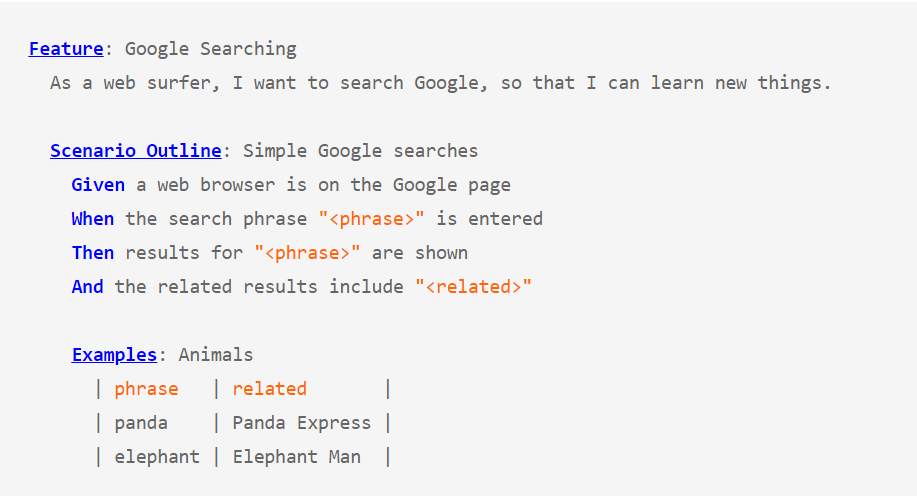 Feature: Google Searching
As a web surfer, I want to search Google, so that I can learn new things.
Scenario Outline: Simple Google searches
Given a web browser is on the Google page
When the search phrase "<phrase>" is entered
Then results for "<phrase>" are shown
And the related results include "<related>"
Examples: Animals
| phrase | related |
| panda | Panda Express |
| elephant | Elephant Man |